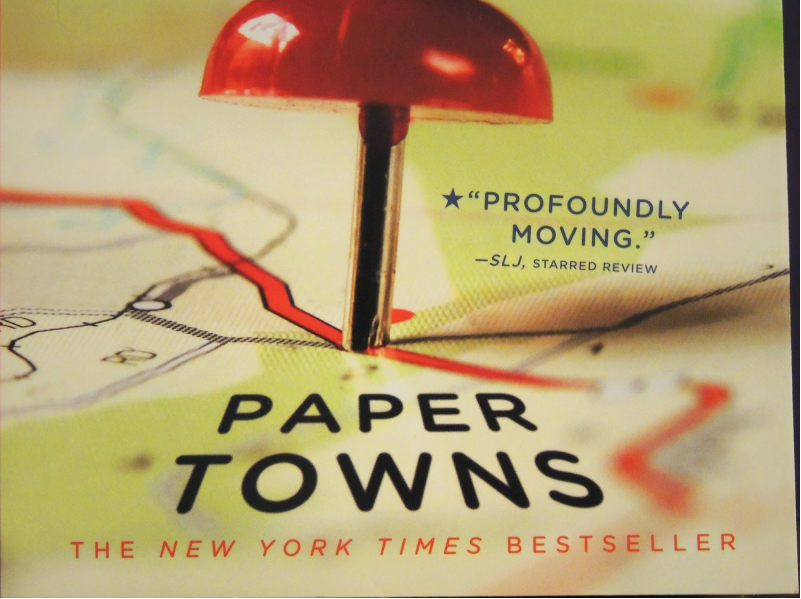 ★“PROFOUNDLY
MOVING.”
—SLJ, STARRED REVIEW
PAPER
TOWNS
THE NEW YORK TIMES BESTSELLER